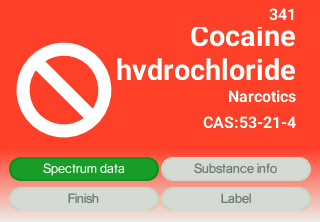 341
Cocaine
hydrochloride
Narcotics
CAS:53-21-4
Spectrum data
Substance info
Finish
Label